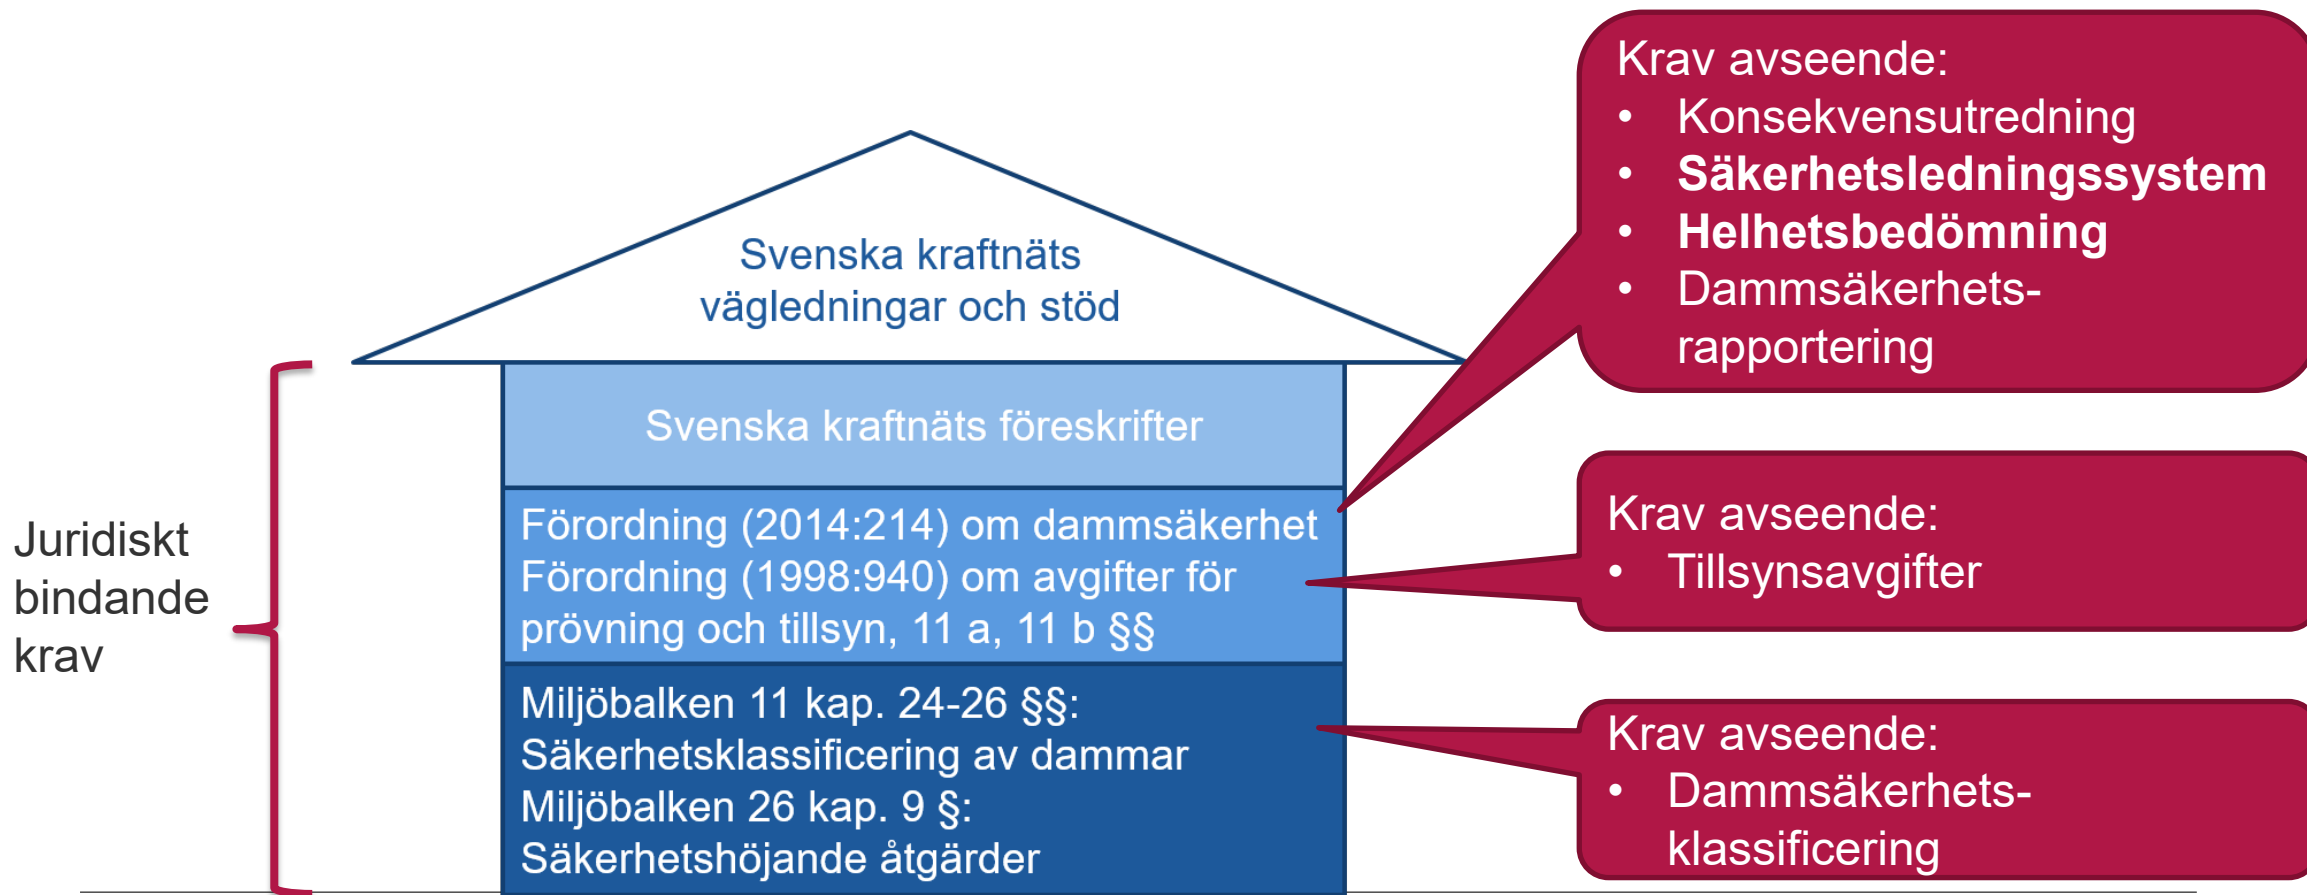 Juridiskt
bindande
krav
Svenska kraftnäts
vägledningar och stöd
Svenska kraftnäts föreskrifter
Förordning (2014:214) om dammsäkerhet
Förordning (1998:940) om avgifter för
prövning och tillsyn, 11 a, 11 b §§
Miljöbalken 11 kap. 24-26 §§:
Säkerhetsklassificering av dammar
Miljöbalken 26 kap. 9 §:
Säkerhetshöjande åtgärder
Krav avseende:
• Konsekvensutredning
• Säkerhetsledningssystem
• Helhetsbedömning
• Dammsäkerhets-
rapportering
Krav avseende:
• Tillsynsavgifter
Krav avseende:
• Dammsäkerhets-
klassificering